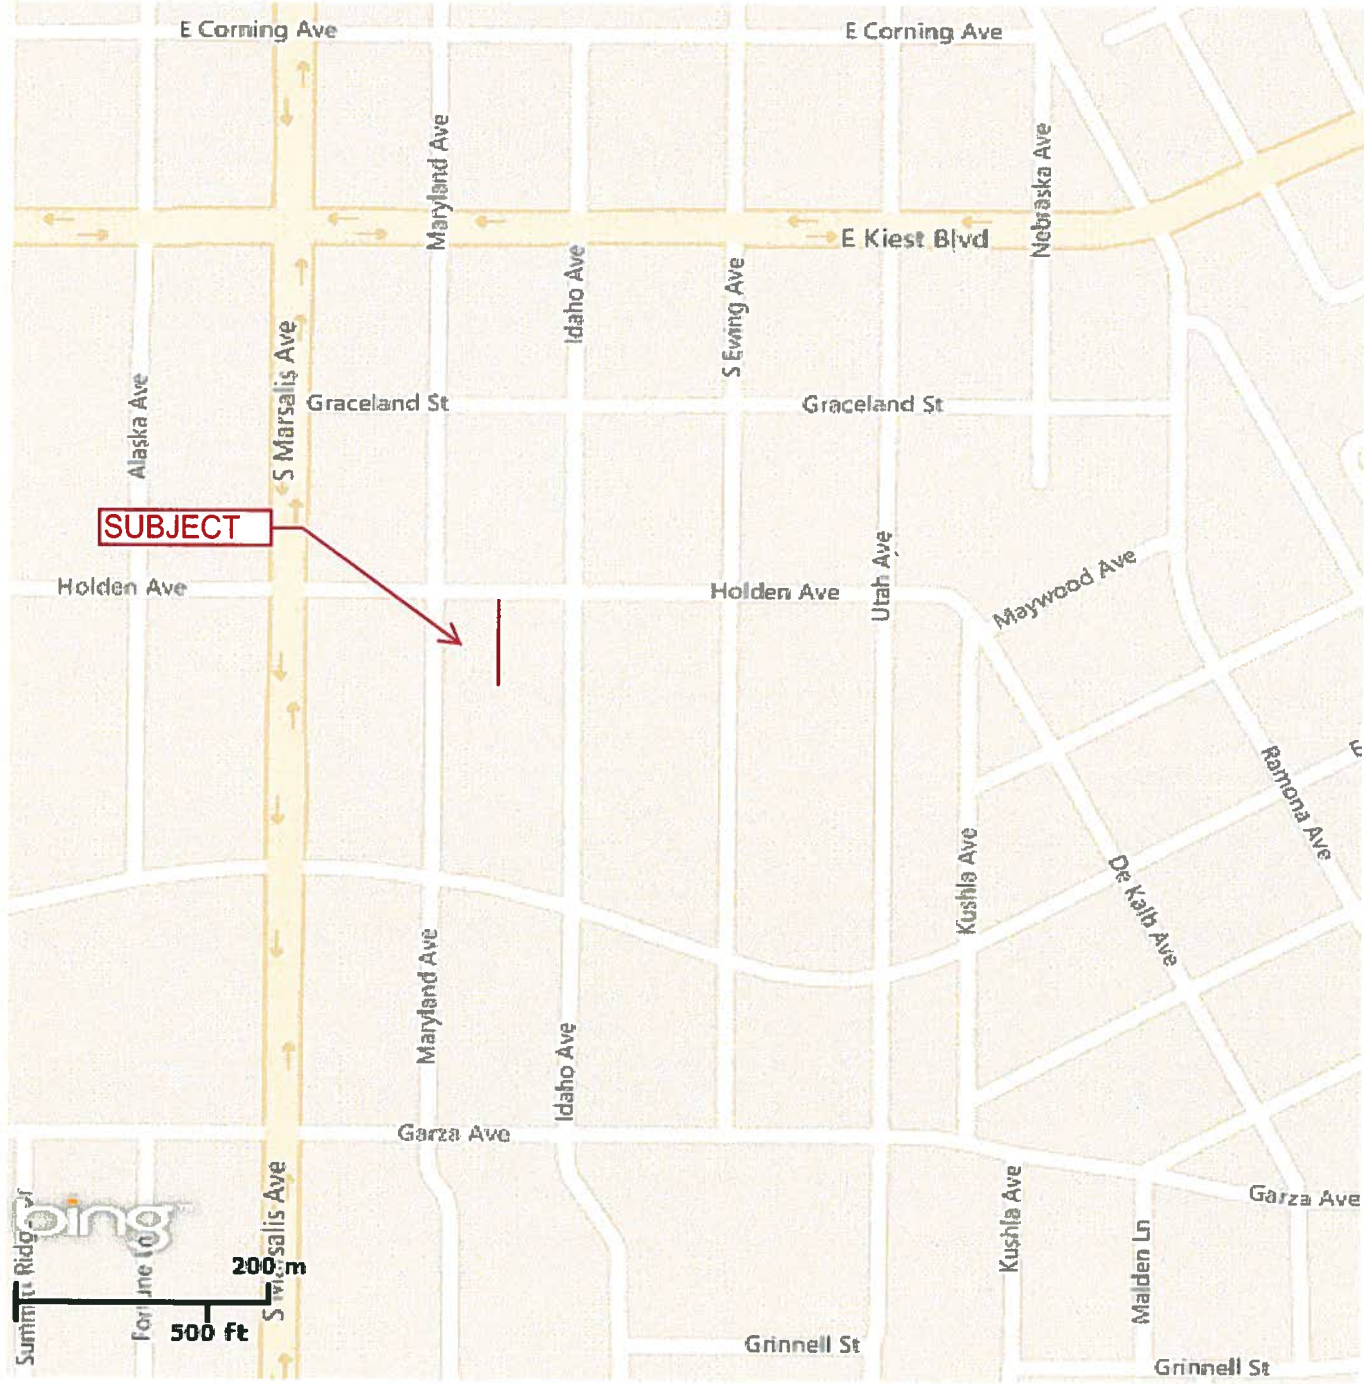 E Corning Ave
E Corning Ave
Maryland Ave
Nebraska Ave
E Kiest Blvd
Idaho Ave
S Ewing Ave
S Marsalis Ave
Alaska Ave
Graceland St
Graceland St
SUBJECT
Utah Ave
Holden Ave
Holden Ave
Maywood Ave
Ramona Ave
E
Kushla Ave
De Kalb Ave
Maryland Ave
Idaho Ave
Garza Ave
S Marsalis Ave
Kushla Ave
Garza Ave
Malden Ln
bing
200 m
500 ft
Grinnell St
Grinnell St